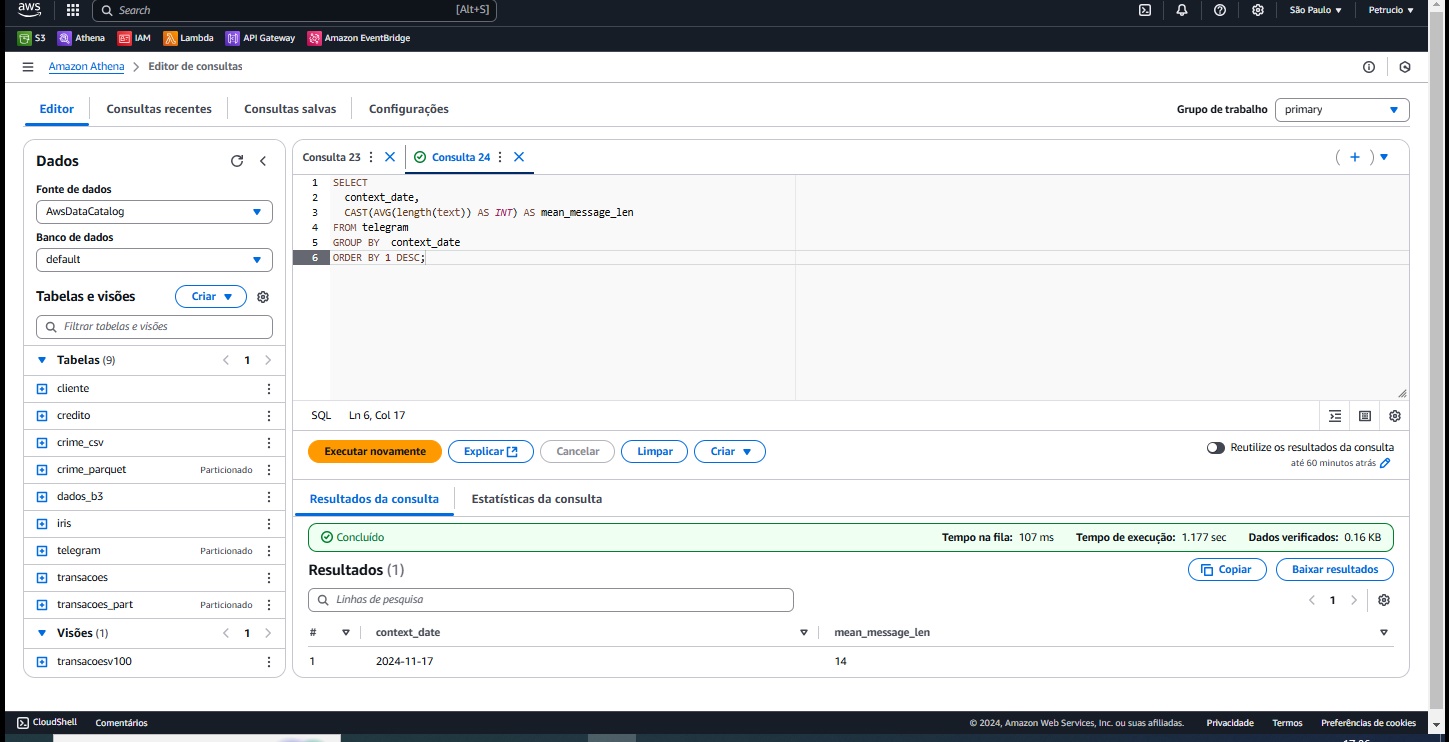 aws Search [Alt+S] São Paulo Petrucio
S3 Athena IAM Lambda API Gateway Amazon EventBridge
Amazon Athena Editor de consultas
Editor Consultas recentes Consultas salvas Configurações Grupo de trabalho primary
Dados
Fonte de dados
AwsDataCatalog
Banco de dados
default
Tabelas e visões Criar
Filtrar tabelas e visões
Tabelas (9) 1
cliente
credito
crime_csv
crime_parquet Particionado
dados_b3
iris
telegram Particionado
transacoes
transacoes_part Particionado
Visões (1) 1
transacoesv100
Consulta 23 Consulta 24
1 SELECT
2 context_date,
3 CAST(AVG(length(text)) AS INT) AS mean_message_len
4 FROM telegram
5 GROUP BY context_date
6 ORDER BY 1 DESC;
SQL Ln 6, Col 17
Executar novamente Explicar Cancelar Limpar Criar Reutilize os resultados da consulta
até 60 minutos atrás
Resultados da consulta Estatísticas da consulta
Concluído Tempo na fila: 107 ms Tempo de execução: 1.177 sec Dados verificados: 0.16 KB
Resultados (1) Copiar Baixar resultados
Linhas de pesquisa 1
# context_date mean_message_len
1 2024-11-17 14
CloudShell Comentários © 2024, Amazon Web Services, Inc. ou suas afiliadas. Privacidade Termos Preferências de cookies